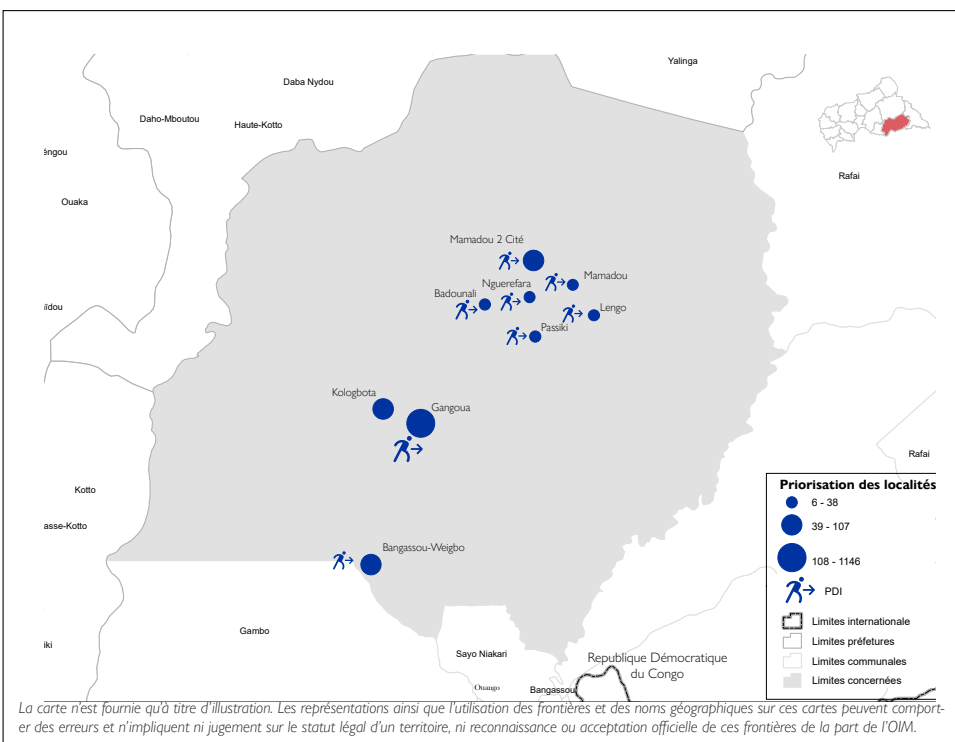 Yalinga
Daba Nydou
Daho-Mboutou
Haute-Kotto
èngou
Rafai
Ouaka
Mamadou 2 Cité
Mamadou
Nguerefara
Badounali
Lengo
ïdou
Passiki
Kologbota
Gangoua
Rafai
Kotto
asse-Kotto
Bangassou-Weigbo
Gambo
iki
Sayo Niakari
Republique Démocratique
du Congo
Ouango
Bangassou
Priorisation des localités
6 - 38
39 - 107
108 - 1146
PDI
Limites internationale
Limites préfetures
Limites communales
Limites concernées
La carte n'est fournie qu'à titre d'illustration. Les représentations ainsi que l'utilisation des frontières et des noms géographiques sur ces cartes peuvent comport-
er des erreurs et n'impliquent ni jugement sur le statut légal d'un territoire, ni reconnaissance ou acceptation officielle de ces frontières de la part de l'OIM.